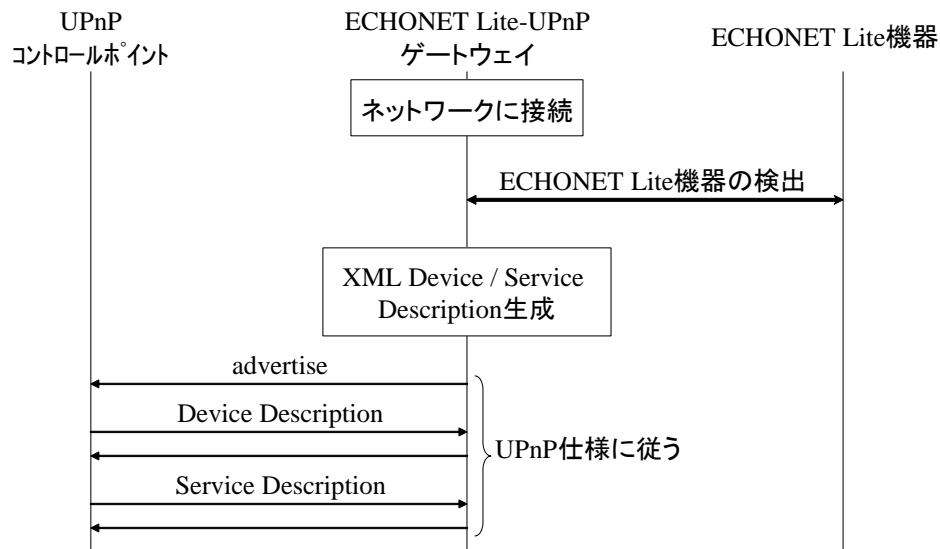 UPnP
コントロールポイント
ECHONET Lite-UPnP
ゲートウェイ
ECHONET Lite機器
ネットワークに接続
ECHONET Lite機器の検出
XML Device / Service
Description生成
advertise
Device Description
UPnP仕様に従う
Service Description